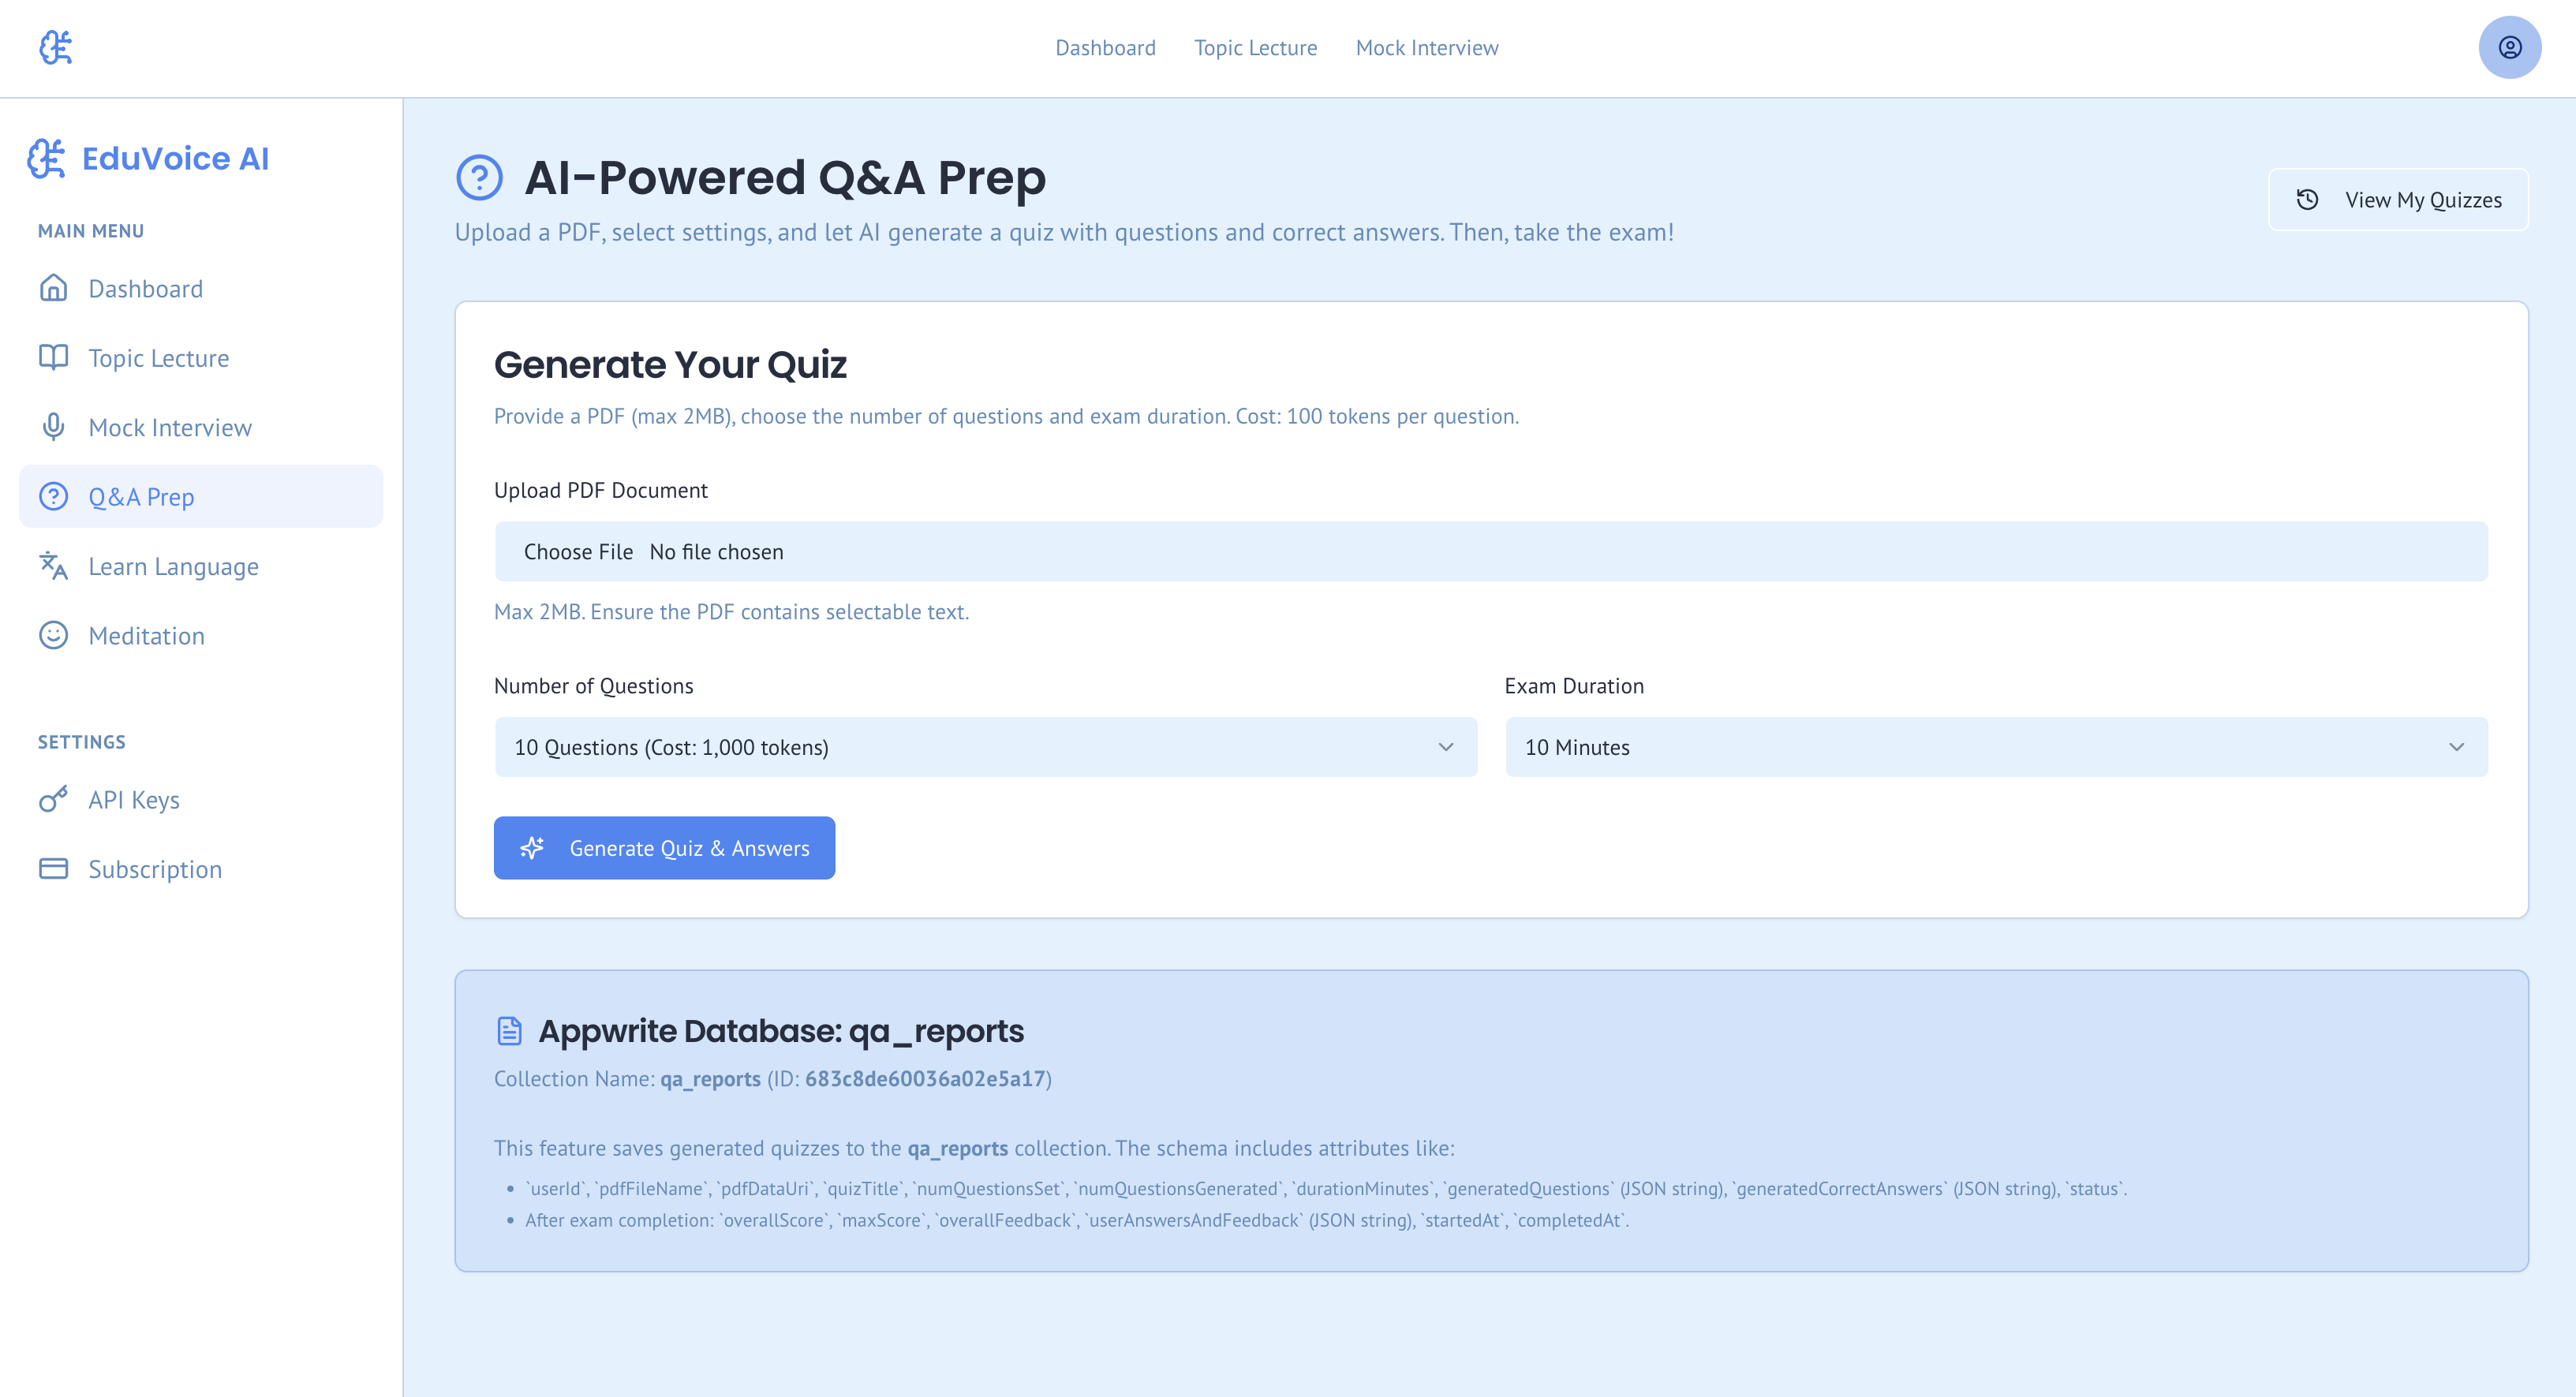 Dashboard Topic Lecture Mock Interview
EduVoice AI
MAIN MENU
Dashboard
Topic Lecture
Mock Interview
Q&A Prep
Learn Language
Meditation
SETTINGS
API Keys
Subscription
AI-Powered Q&A Prep
Upload a PDF, select settings, and let AI generate a quiz with questions and correct answers. Then, take the exam!
View My Quizzes
Generate Your Quiz
Provide a PDF (max 2MB), choose the number of questions and exam duration. Cost: 100 tokens per question.
Upload PDF Document
Choose File No file chosen
Max 2MB. Ensure the PDF contains selectable text.
Number of Questions
10 Questions (Cost: 1,000 tokens)
Exam Duration
10 Minutes
Generate Quiz & Answers
Appwrite Database: qa_reports
Collection Name: qa_reports (ID: 683c8de60036a02e5a17)
This feature saves generated quizzes to the qa_reports collection. The schema includes attributes like:
• `userId`, `pdfFileName`, `pdfDataUri`, `quizTitle`, `numQuestionsSet`, `numQuestionsGenerated`, `durationMinutes`, `generatedQuestions` (JSON string), `generatedCorrectAnswers` (JSON string), `status`.
• After exam completion: `overallScore`, `maxScore`, `overallFeedback`, `userAnswersAndFeedback` (JSON string), `startedAt`, `completedAt`.